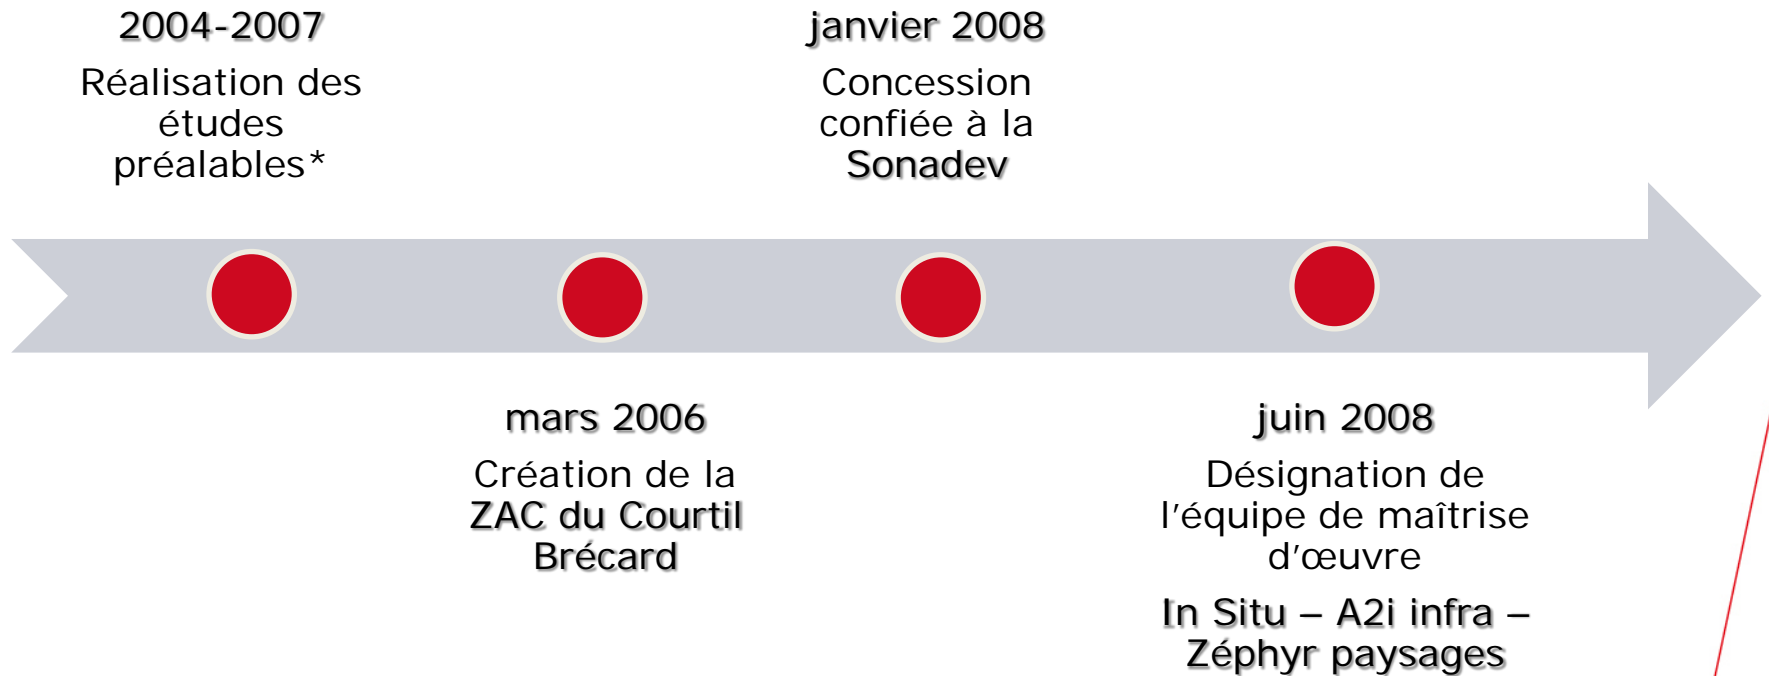 2004-2007
Réalisation des
études
préalables*
janvier 2008
Concession
confiée à la
Sonadev
mars 2006
Création de la
ZAC du Courtil
Brécard
juin 2008
Désignation de
l’équipe de maîtrise
d’œuvre
In Situ – A2i infra –
Zéphyr paysages